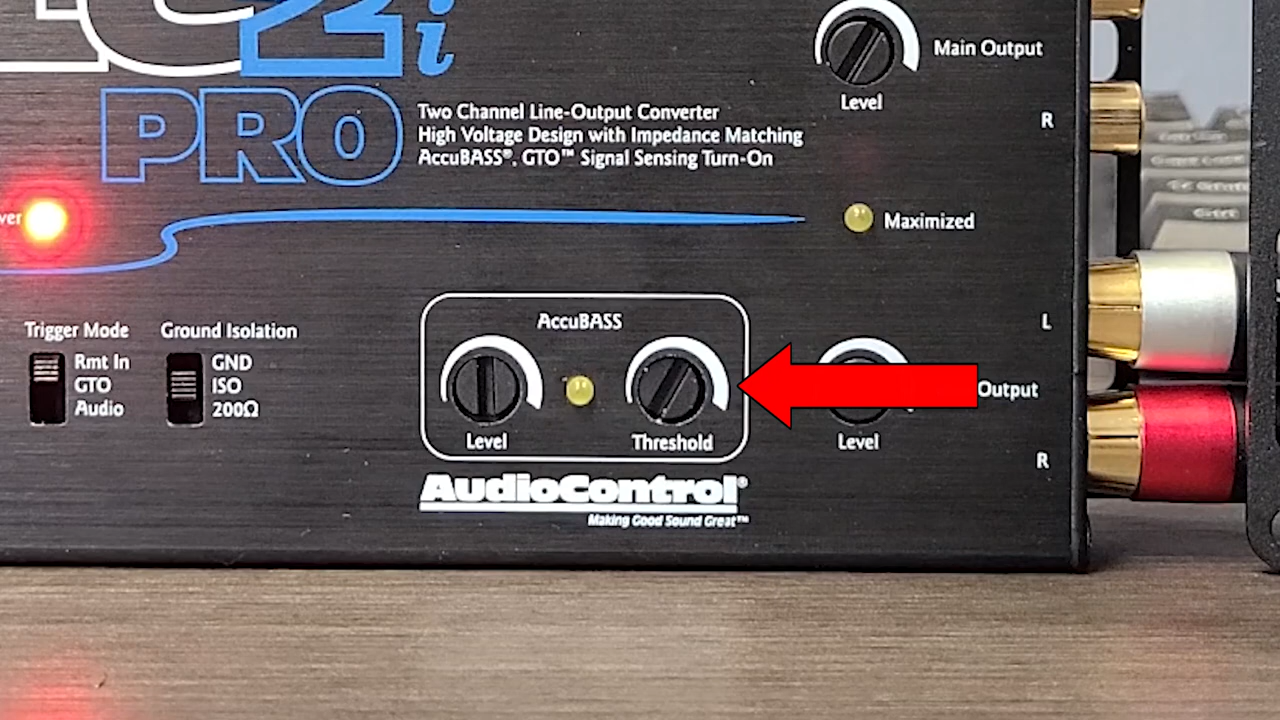 2i
PRO
Two Channel Line-Output Converter
High Voltage Design with Impedance Matching
AccuBASS®, GTO™ Signal Sensing Turn-On
Main Output
Level
R
Maximized
Trigger Mode
Rmt In
GTO
Audio
Ground Isolation
GND
ISO
200Ω
AccuBASS
Level
Threshold
L
Output
Level
R
AudioControl®
Making Good Sound Great™